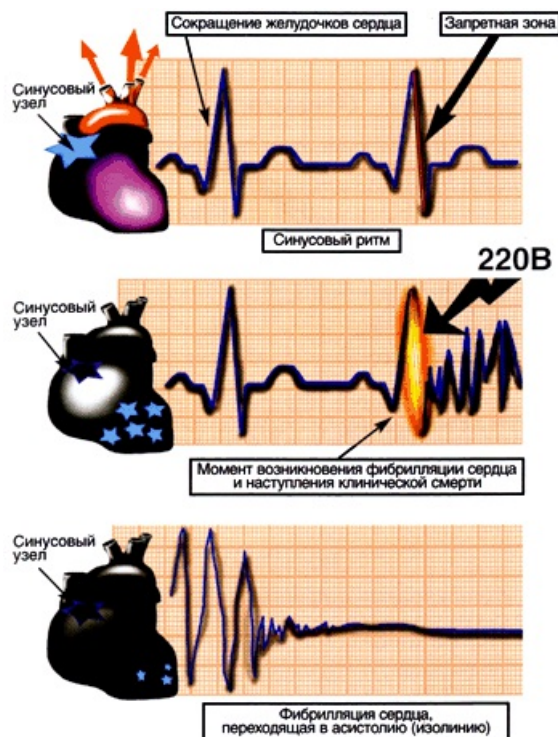 Сокращение желудочков сердца
Запретная зона
Синусовый
узел
Синусовый ритм
220В
Синусовый
узел
Момент возникновения фибрилляции сердца
и наступления клинической смерти
Синусовый
узел
Фибрилляция сердца,
переходящая в асистолию (изолинию)